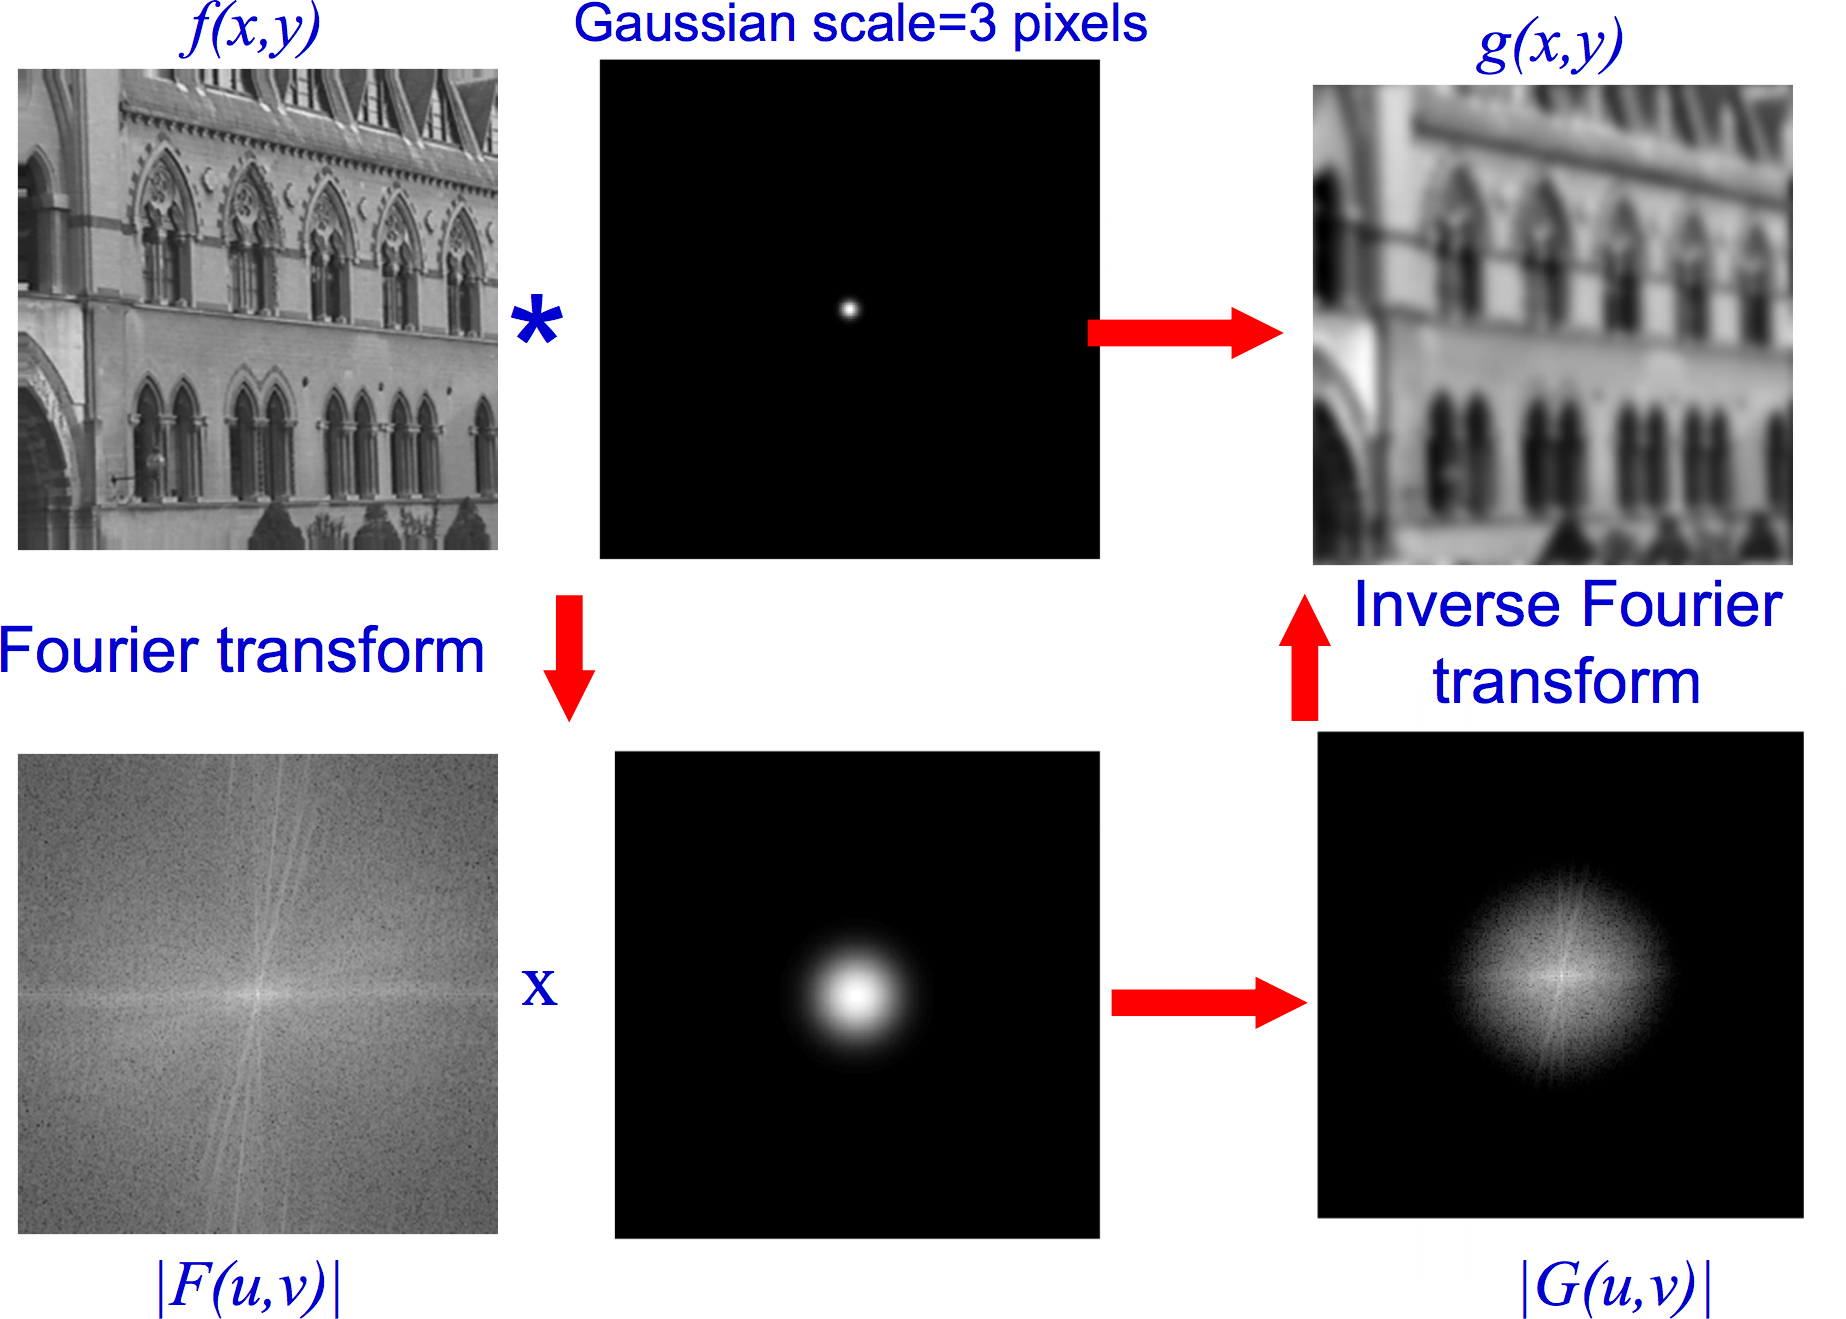 f(x,y)
Gaussian scale=3 pixels
g(x,y)
*
Fourier transform
Inverse Fourier
transform
x
|F(u,v)|
|G(u,v)|